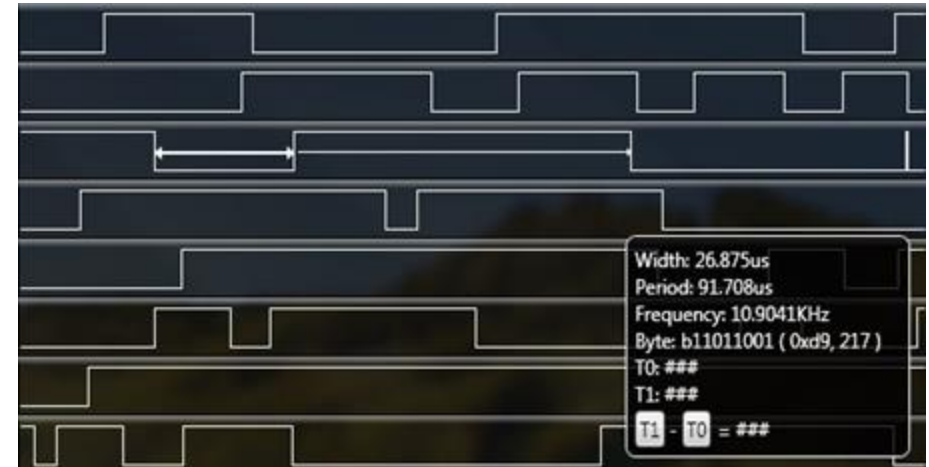 Width: 26.875us
Period: 91.708us
Frequency: 10.9041KHz
Byte: b11011001 ( 0xd9, 217 )
T0: ###
T1: ###
T1 - T0 = ###